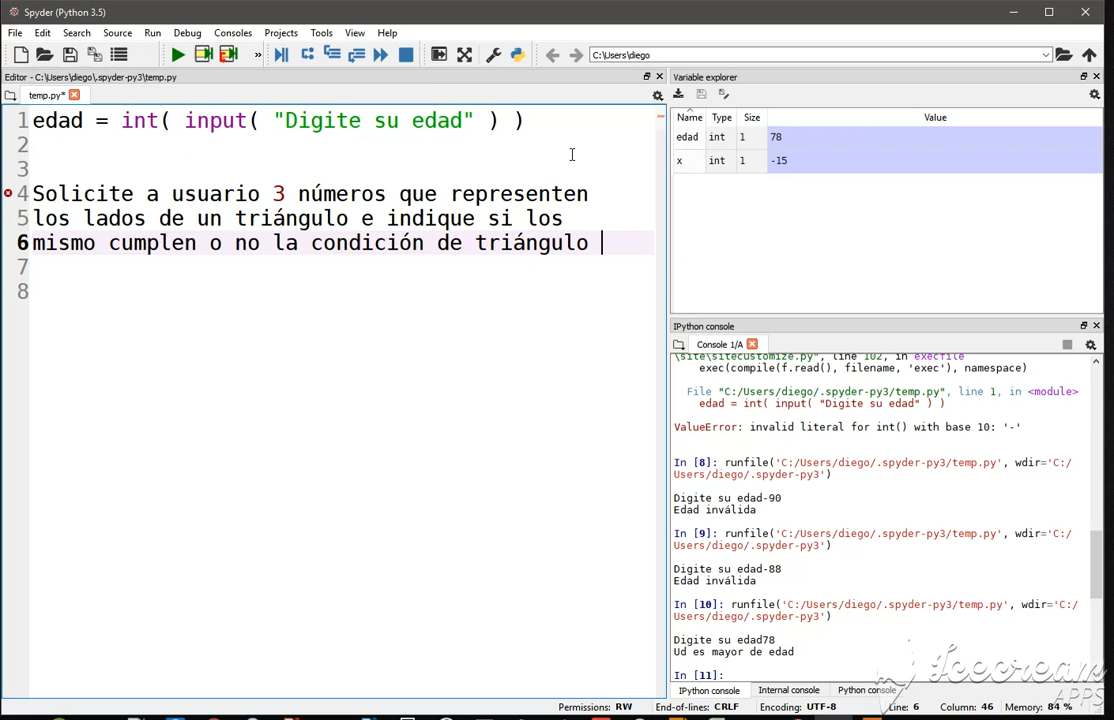 Spyder (Python 3.5)
File Edit Search Source Run Debug Consoles Projects Tools View Help
C:\Users\diego
Editor - C:\Users\diego\.spyder-py3\temp.py
temp.py*
1 edad = int( input( "Digite su edad" ) )
2
3
4 Solicite a usuario 3 números que representen
5 los lados de un triángulo e indique si los
6 mismo cumplen o no la condición de triángulo
7
8
Variable explorer
Name Type Size Value
edad int 1 78
x int 1 -15
IPython console
Console 1/A
\site\sitecustomize.py", line 102, in execfile
exec(compile(f.read(), filename, 'exec'), namespace)
File "C:/Users/diego/.spyder-py3/temp.py", line 1, in <module>
edad = int( input( "Digite su edad" ) )
ValueError: invalid literal for int() with base 10: '-'
In [8]: runfile('C:/Users/diego/.spyder-py3/temp.py', wdir='C:/
Users/diego/.spyder-py3')
Digite su edad-90
Edad inválida
In [9]: runfile('C:/Users/diego/.spyder-py3/temp.py', wdir='C:/
Users/diego/.spyder-py3')
Digite su edad-88
Edad inválida
In [10]: runfile('C:/Users/diego/.spyder-py3/temp.py', wdir='C:/
Users/diego/.spyder-py3')
Digite su edad78
Ud es mayor de edad
In [11]:
IPython console Internal console Python console
Icecream
APPS
Permissions: RW End-of-lines: CRLF Encoding: UTF-8 Line: 6 Column: 46 Memory: 84 %